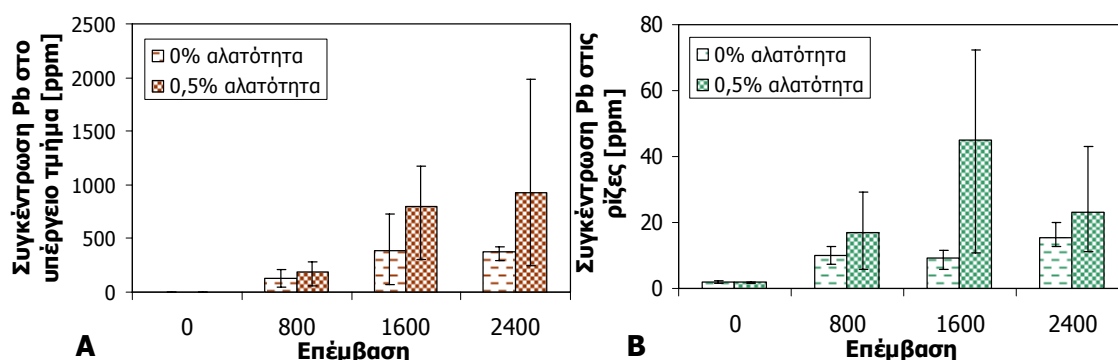 Συγκέντρωση Pb στο
υπέργειο τμήμα [ppm]
2500
2000
1500
1000
500
0
0% αλατότητα
0,5% αλατότητα
0 800 1600 2400
A Επέμβαση
Συγκέντρωση Pb στις
ρίζες [ppm]
80
60
40
20
0
0% αλατότητα
0,5% αλατότητα
0 800 1600 2400
B Επέμβαση